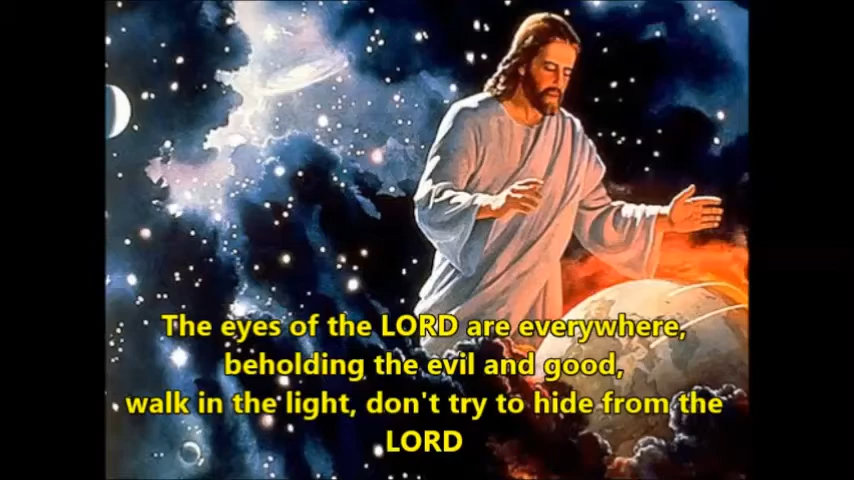 The eyes of the LORD are everywhere,
beholding the evil and good,
walk in the light, don't try to hide from the
LORD